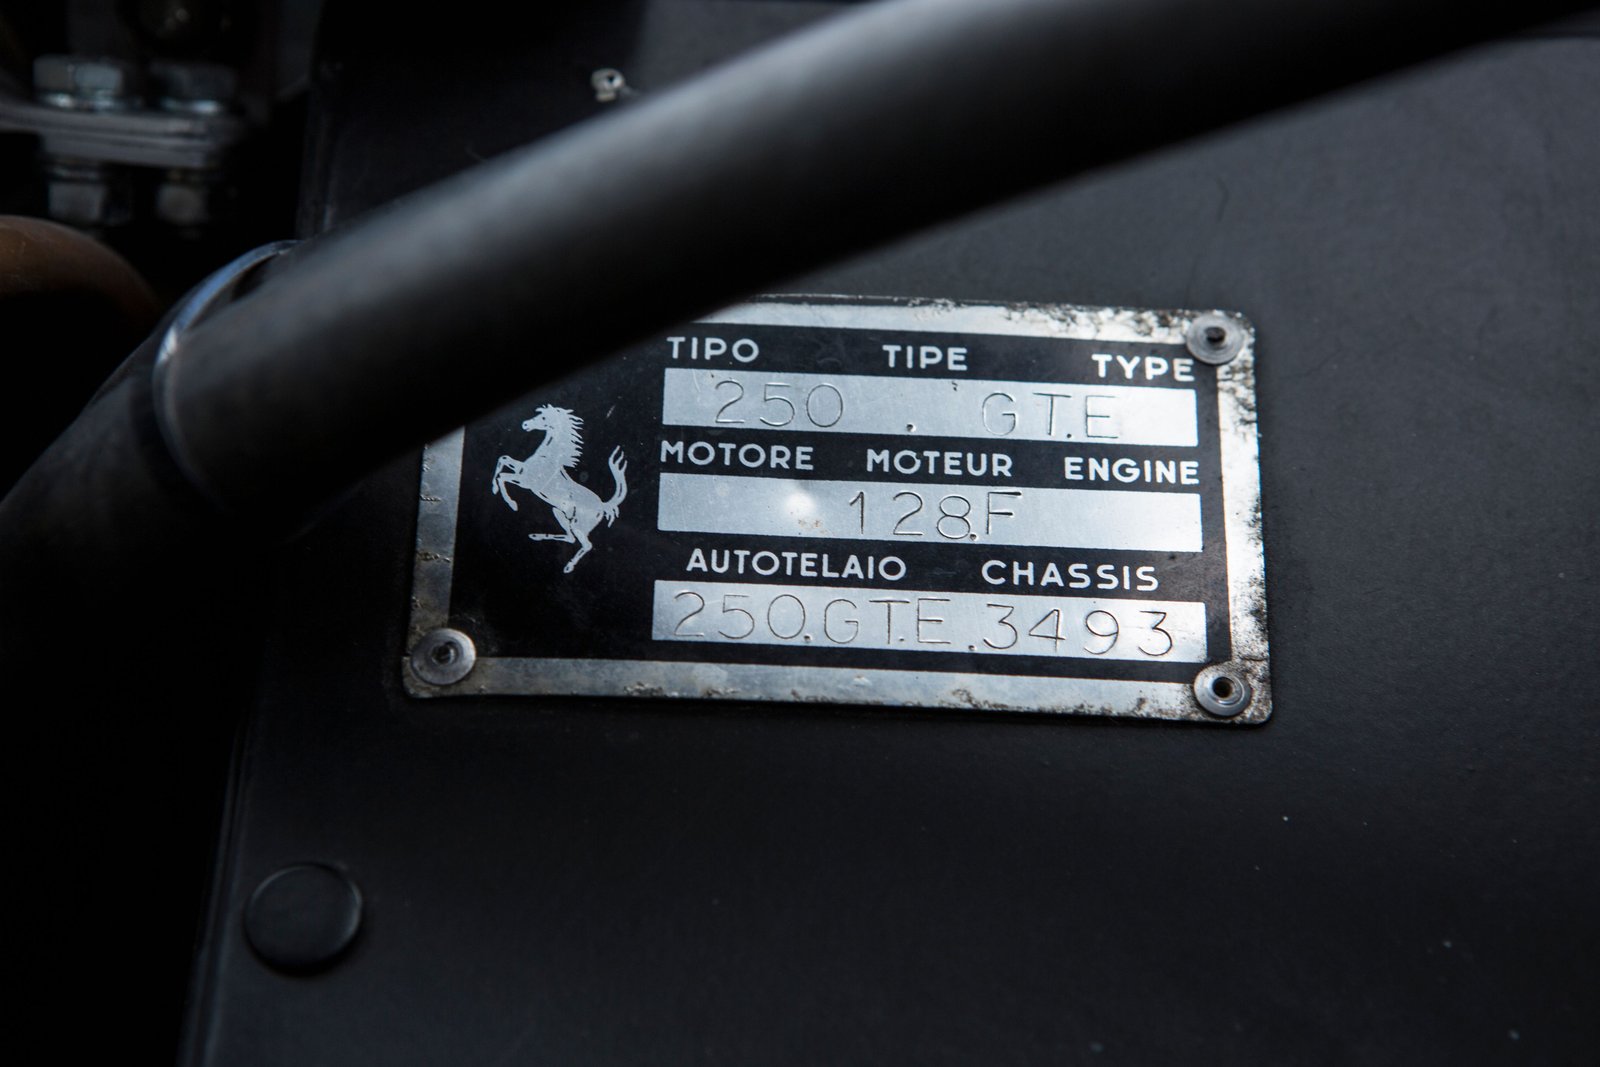 TIPO TIPE TYPE
250 . GT.E
MOTORE MOTEUR ENGINE
128.F
AUTOTELAIO CHASSIS
250.GT.E.3493